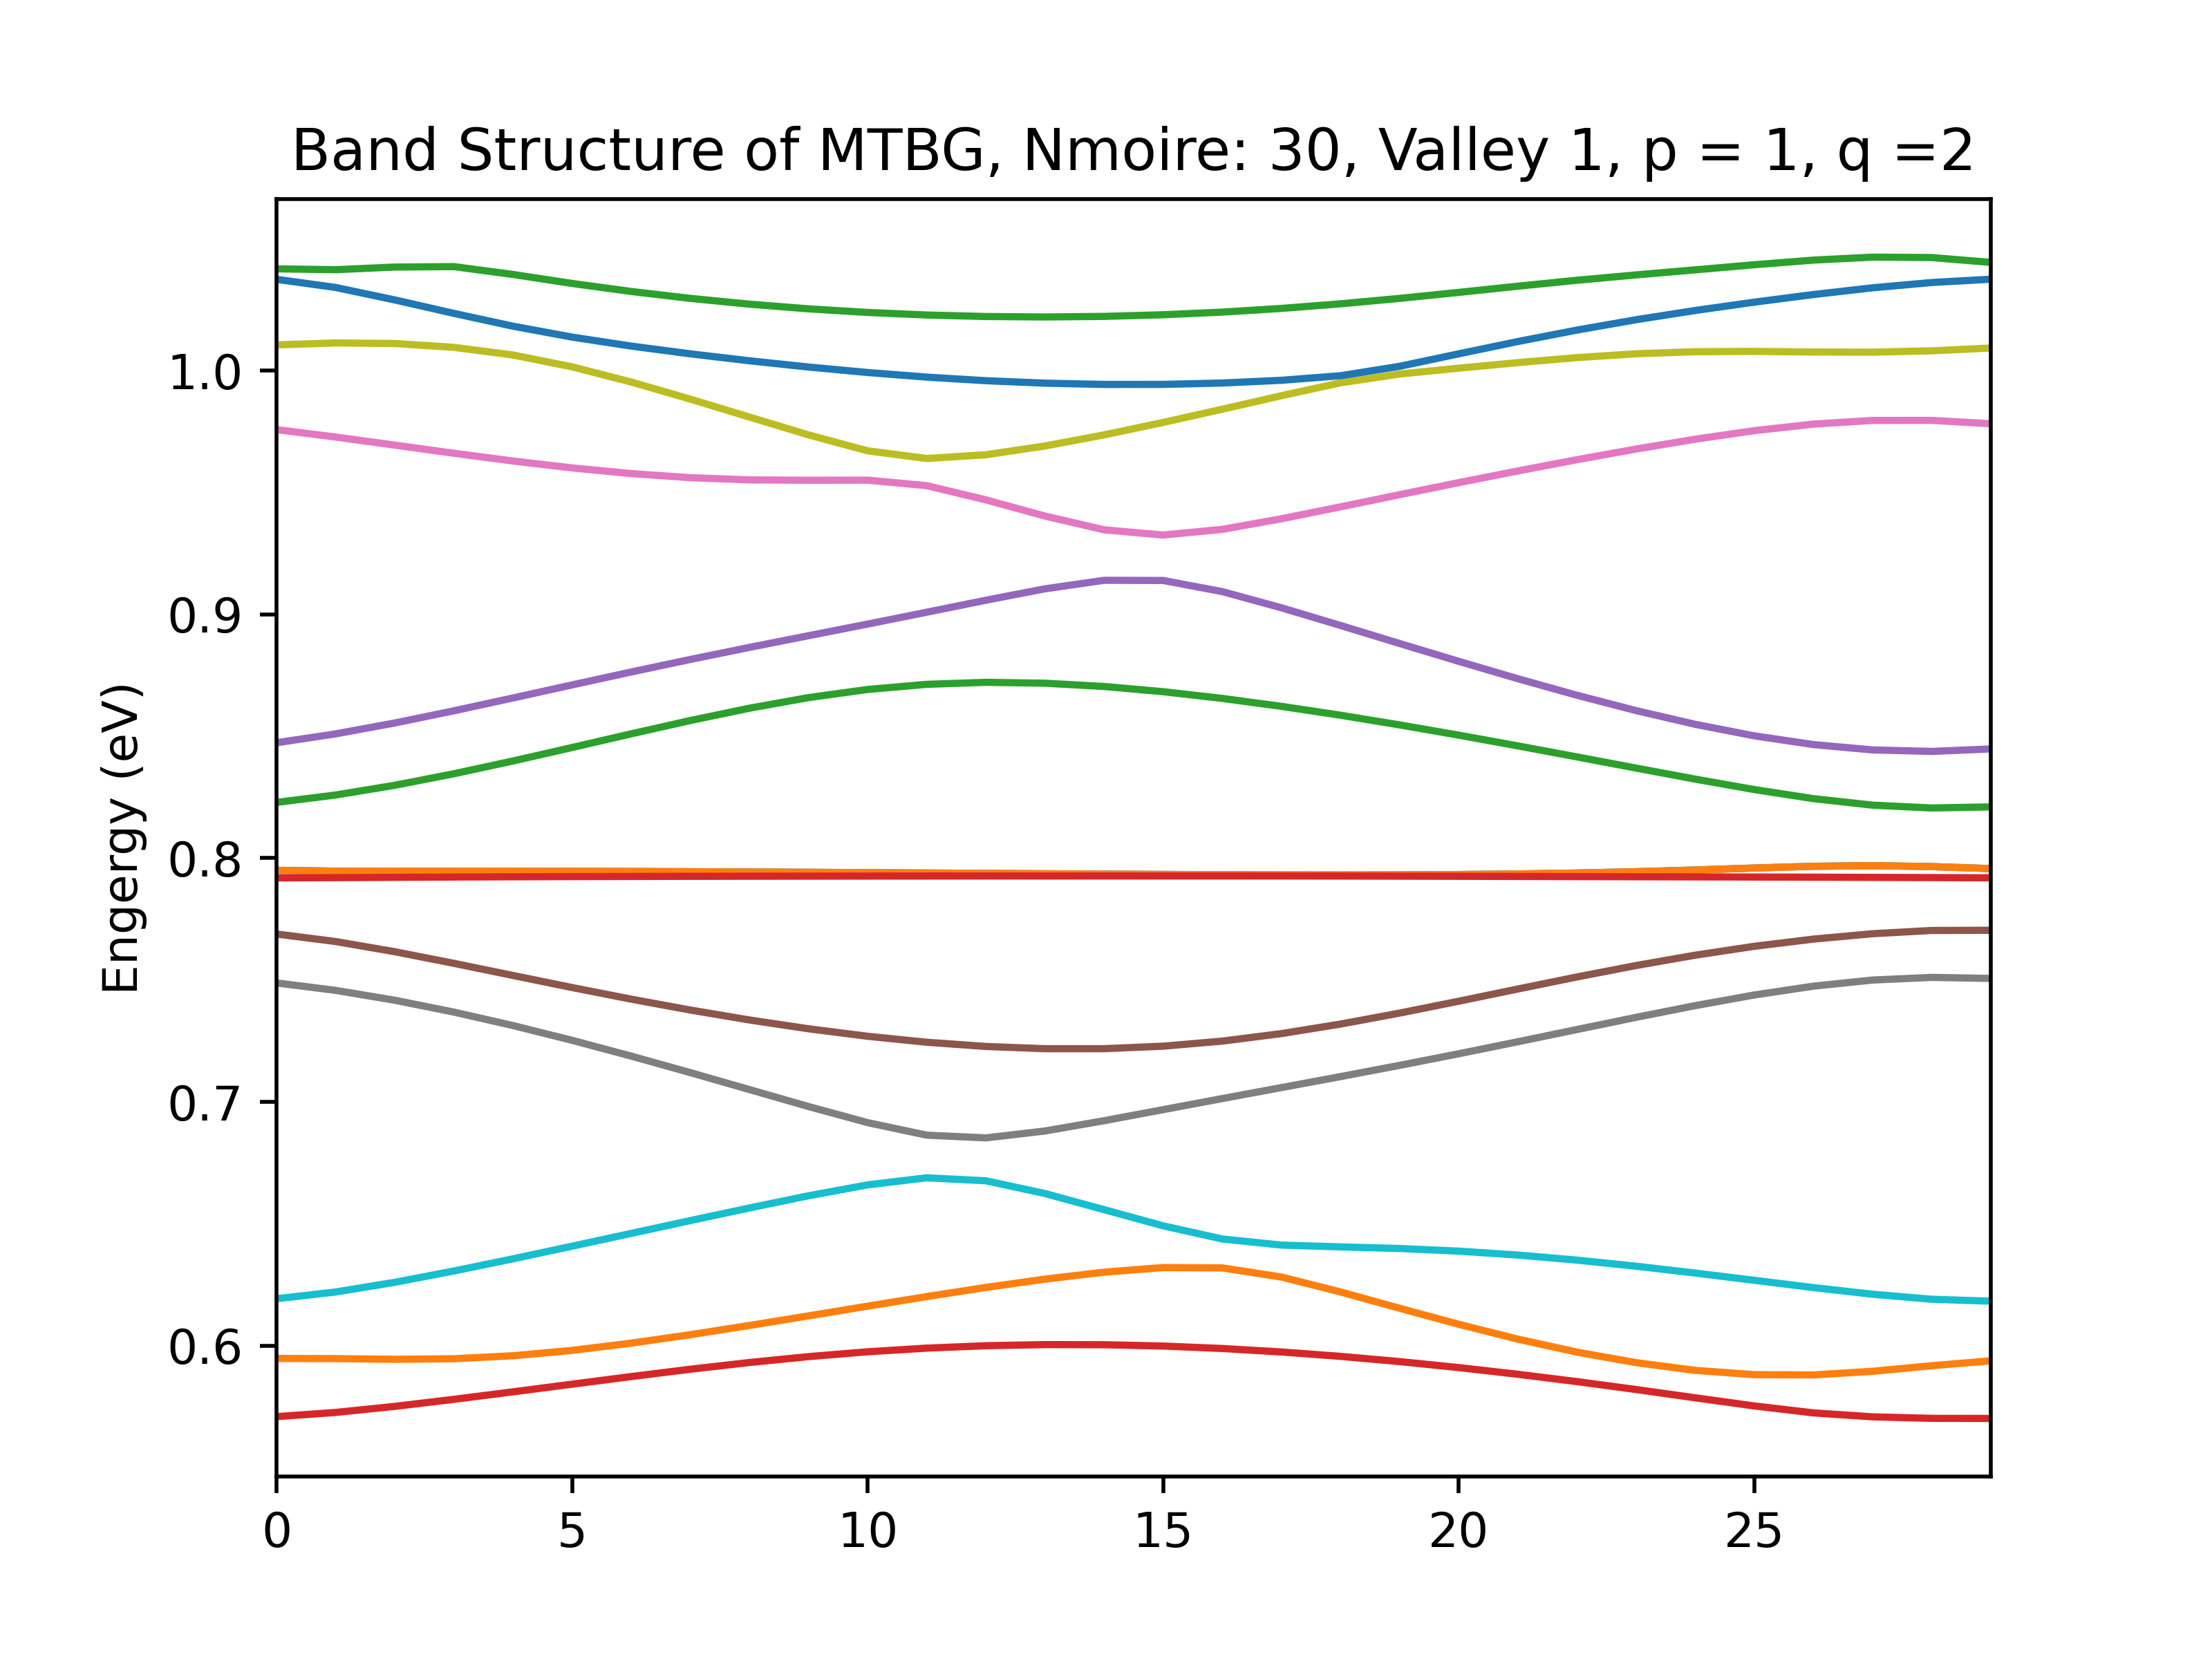 Band Structure of MTBG, Nmoire: 30, Valley 1, p = 1, q =2
Engergy (eV)
1.0
0.9
0.8
0.7
0.6
0 5 10 15 20 25